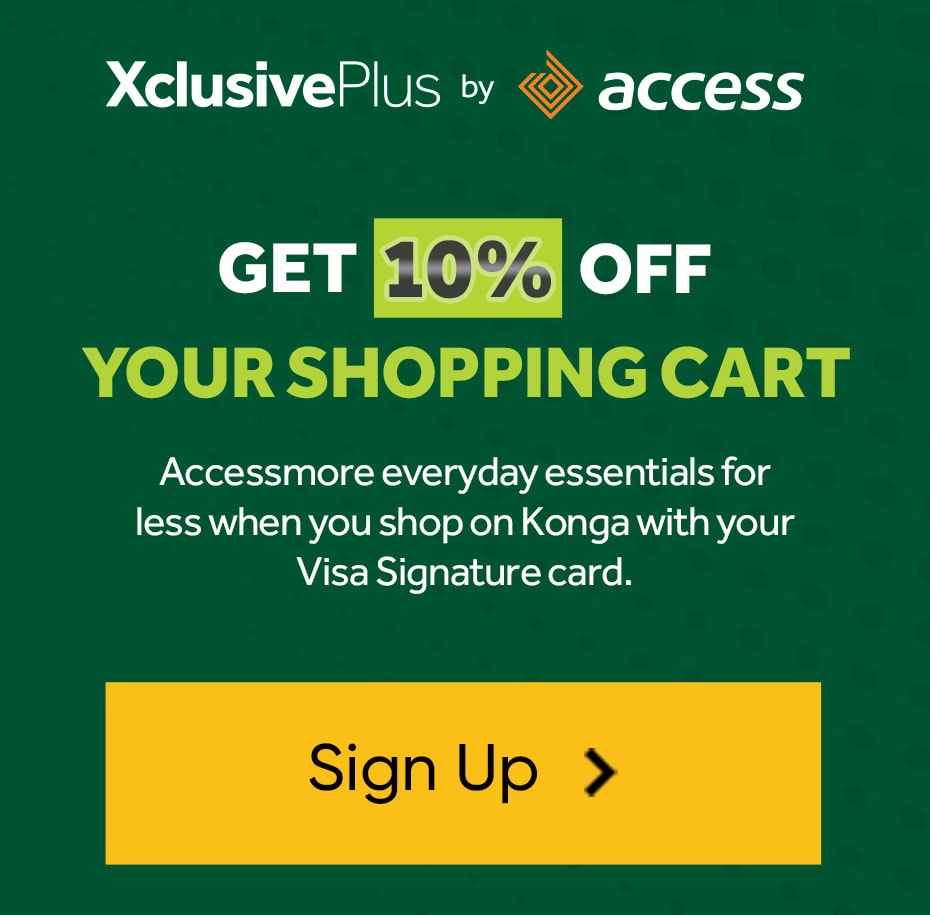 XclusivePlus by access
GET 10% OFF
YOUR SHOPPING CART
Accessmore everyday essentials for
less when you shop on Konga with your
Visa Signature card.
Sign Up